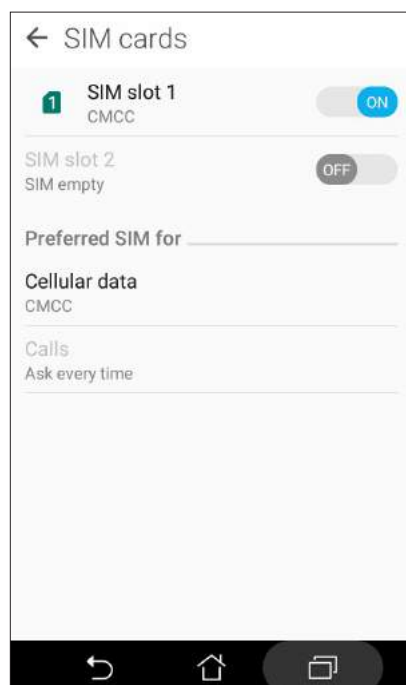 SIM cards
1
SIM slot 1
ON
CMCC
SIM slot 2
OFF
SIM empty
Preferred SIM for
Cellular data
CMCC
Calls
Ask every time